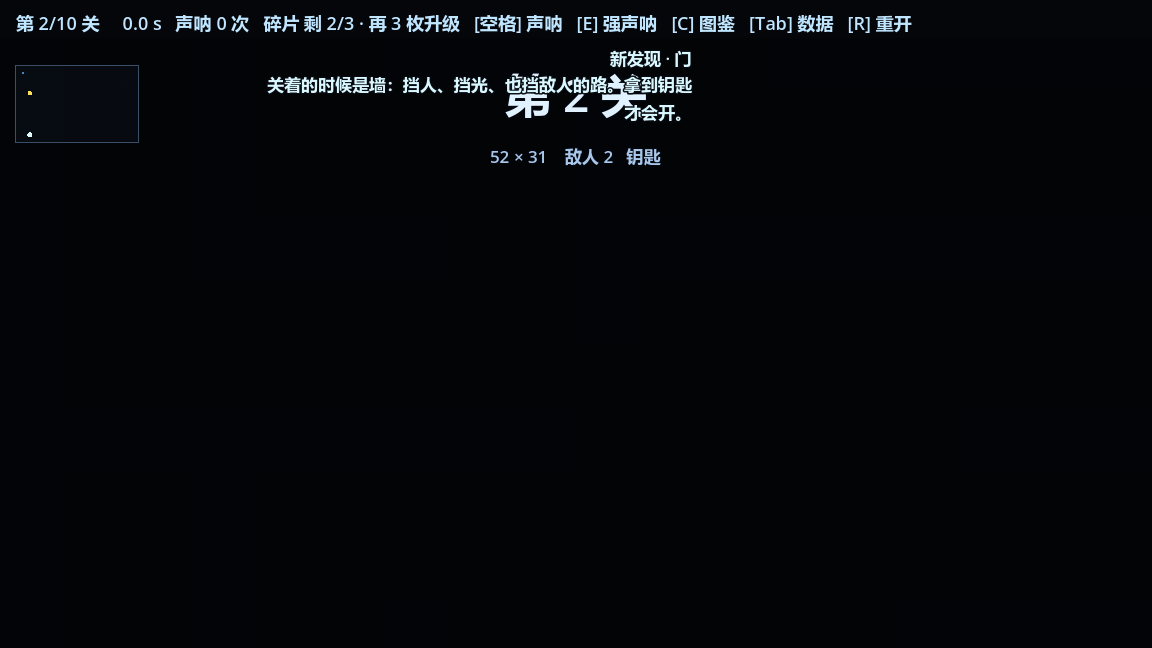 第 2/10 关 0.0 s 声呐 0 次 碎片 剩 2/3 · 再 3 枚升级 [空格] 声呐 [E] 强声呐 [C] 图鉴 [Tab] 数据 [R] 重开
新发现 · 门
关着的时候是墙：挡人、挡光、也挡敌人的路。拿到钥匙
才会开。
第 2 关
52 × 31 敌人 2 钥匙